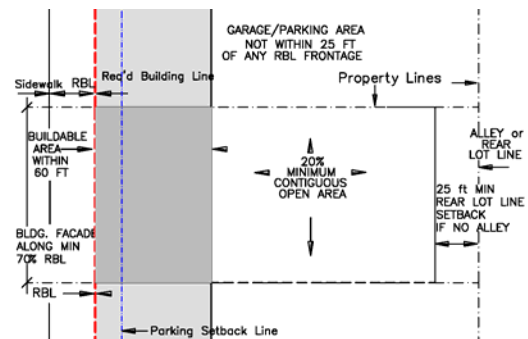 GARAGE/PARKING AREA
NOT WITHIN 25 FT
OF ANY RBL FRONTAGE
Req'd Building Line
Sidewalk
RBL
Property Lines
BUILDABLE
AREA
WITHIN
60 FT
20%
MINIMUM
CONTIGUOUS
OPEN AREA
ALLEY or
REAR
LOT LINE
25 ft MIN
REAR LOT LINE
SETBACK
IF NO ALLEY
BLDG. FACADE
ALONG MIN
70% RBL
RBL
Parking Setback Line